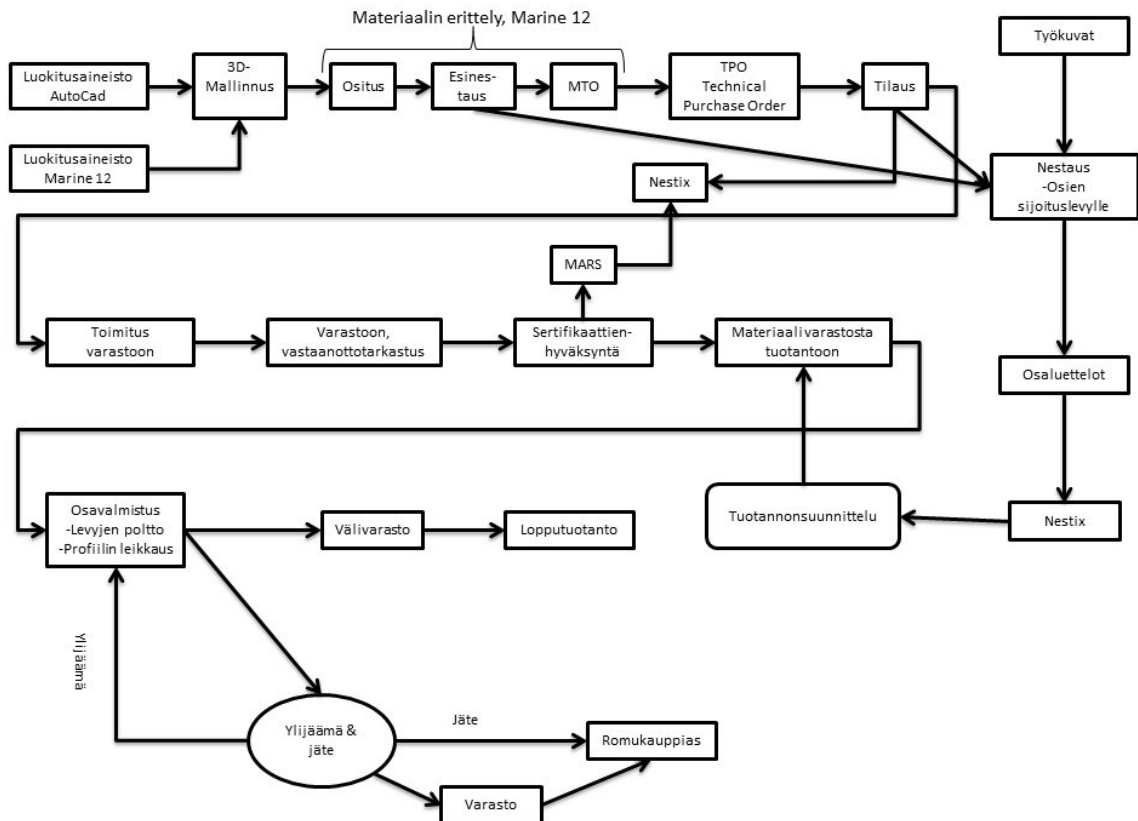 Materiaalin erittely, Marine 12
Työkuvat
Luokitusaineisto
AutoCad
3D-
Mallinnus
Ositus
Esines-
taus
MTO
TPO
Technical
Purchase Order
Tilaus
Luokitusaineisto
Marine 12
Nestix
Nestaus
-Osien
sijoituslevylle
MARS
Toimitus
varastoon
Varastoon,
vastaanottotarkastus
Sertifikaattien-
hyväksyntä
Materiaali varastosta
tuotantoon
Osaluettelot
Osavalmistus
-Levyjen poltto
-Profiilin leikkaus
Välivarasto
Lopputuotanto
Tuotannonsuunnittelu
Nestix
Ylijäämä
Ylijäämä &
jäte
Jäte
Romukauppias
Varasto